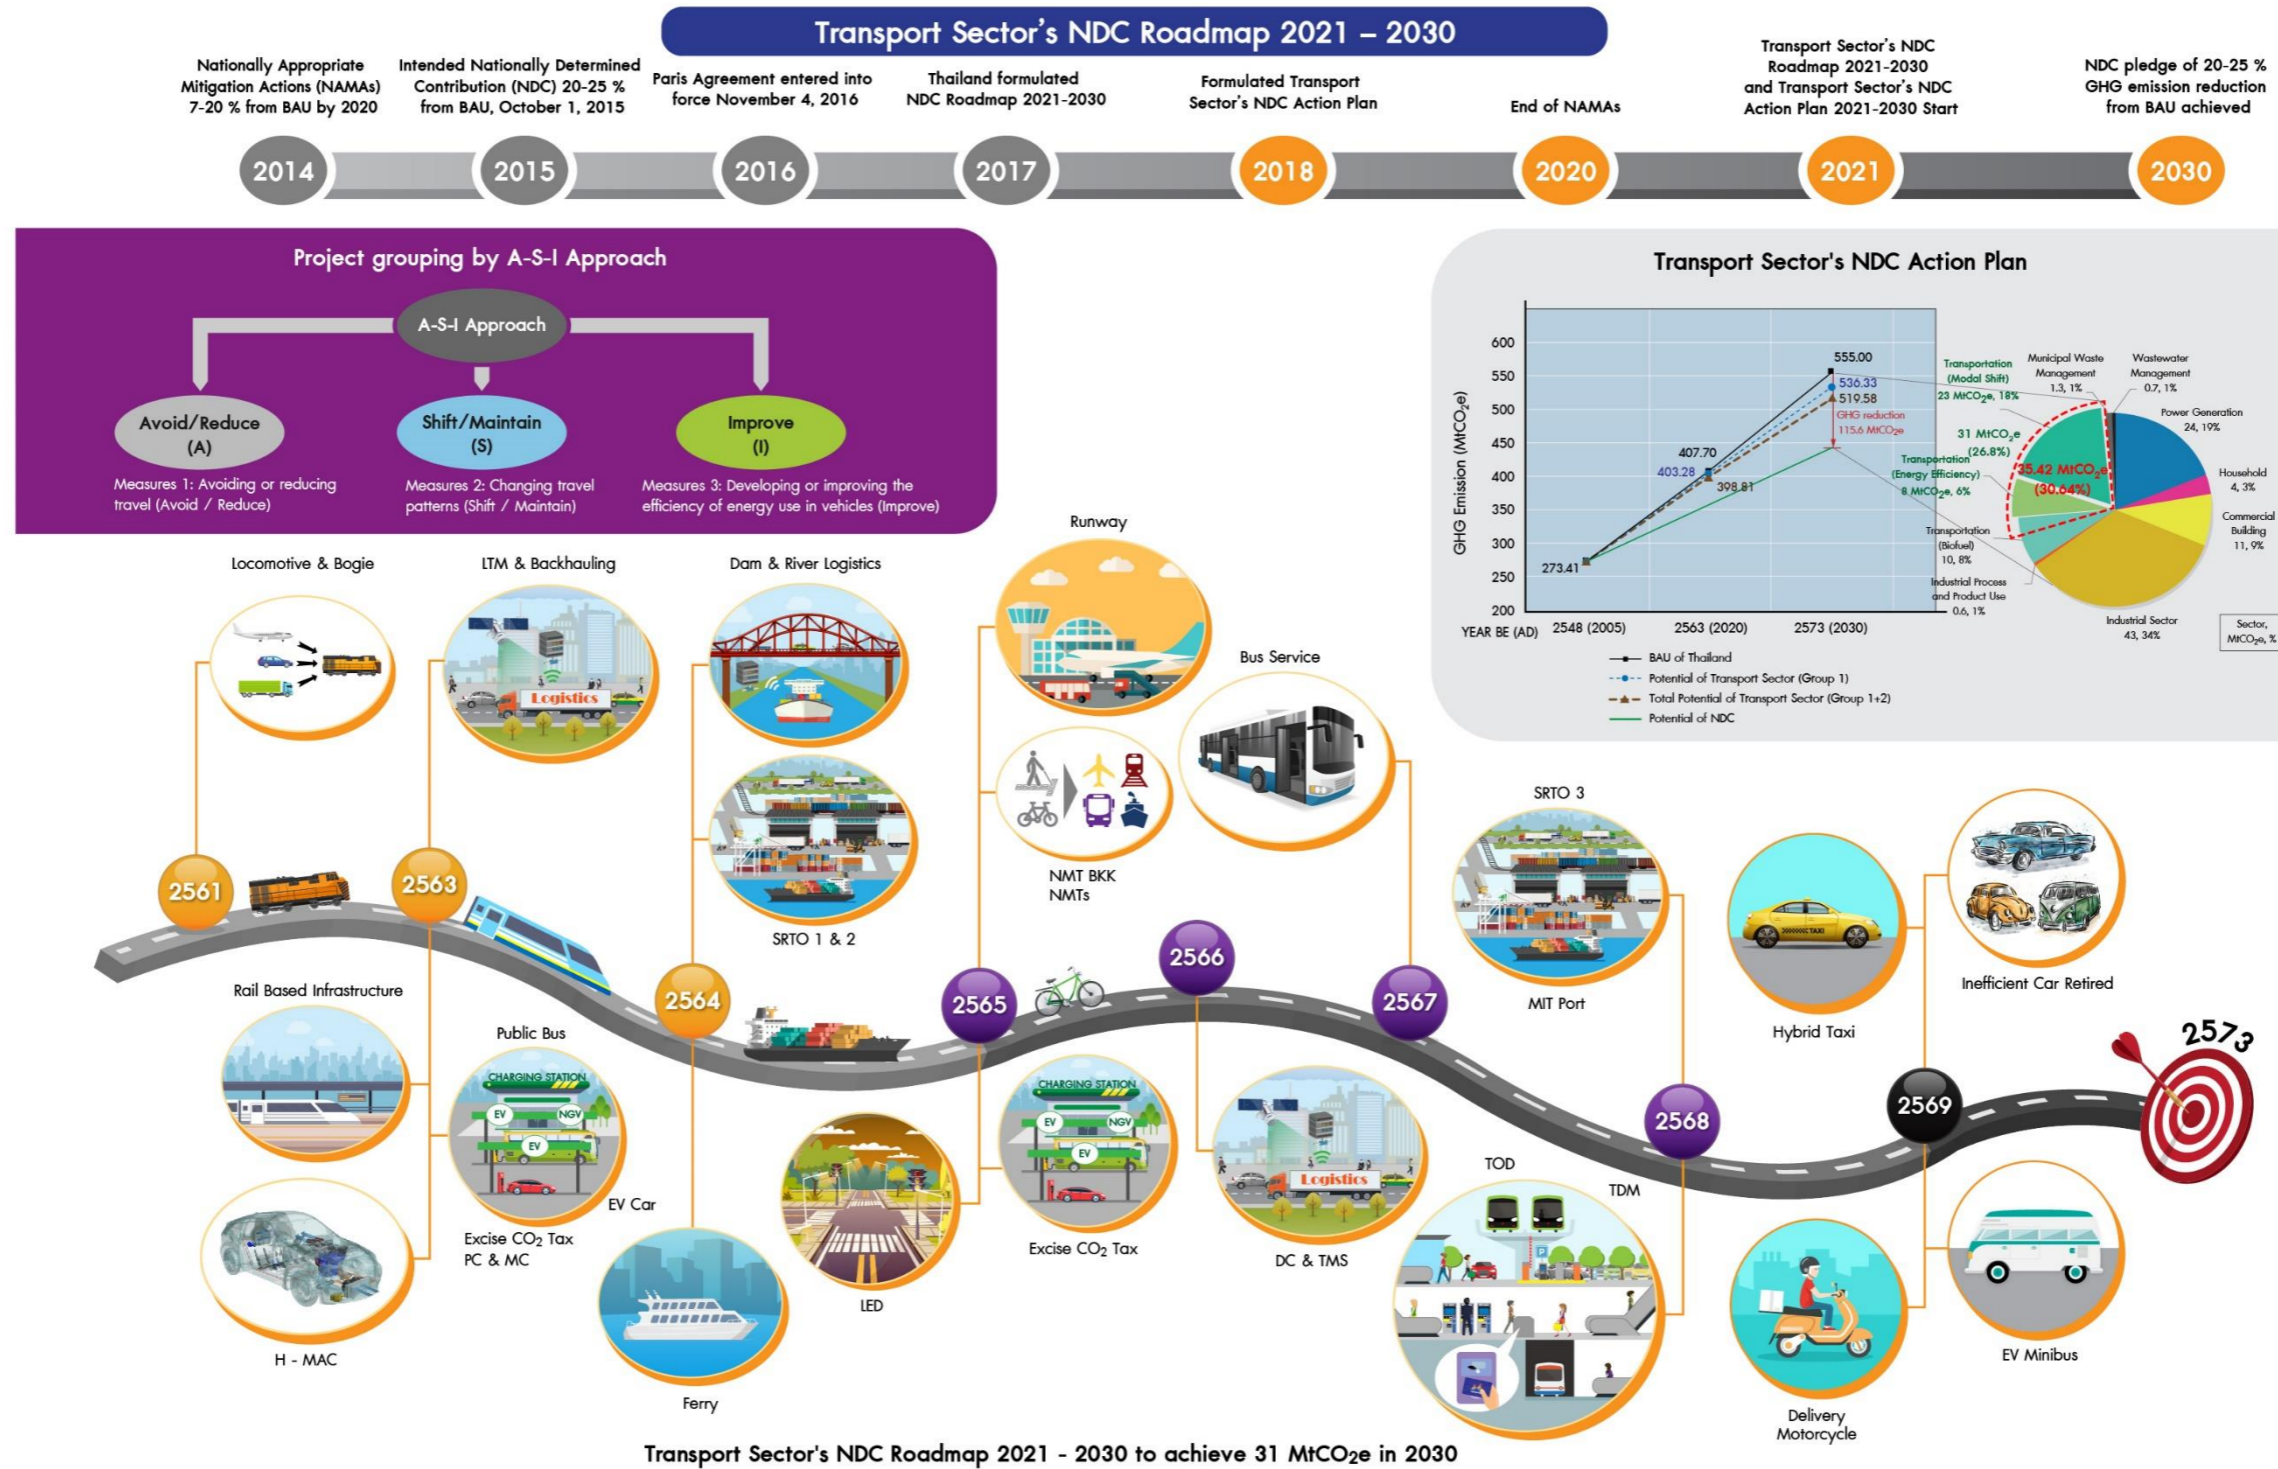 Transport Sector's NDC Roadmap 2021 – 2030
Nationally Appropriate
Mitigation Actions (NAMAs)
7-20 % from BAU by 2020
Intended Nationally Determined
Contribution (NDC) 20-25 %
from BAU, October 1, 2015
Paris Agreement entered into
force November 4, 2016
Thailand formulated
NDC Roadmap 2021-2030
Formulated Transport
Sector's NDC Action Plan
End of NAMAs
Transport Sector's NDC
Roadmap 2021-2030
and Transport Sector's NDC
Action Plan 2021-2030 Start
NDC pledge of 20-25 %
GHG emission reduction
from BAU achieved
2014
2015
2016
2017
2018
2020
2021
2030
Project grouping by A-S-I Approach
A-S-I Approach
Avoid/Reduce
(A)
Shift/Maintain
(S)
Improve
(I)
Measures 1: Avoiding or reducing
travel (Avoid / Reduce)
Measures 2: Changing travel
patterns (Shift / Maintain)
Measures 3: Developing or improving the
efficiency of energy use in vehicles (Improve)
Transport Sector's NDC Action Plan
GHG Emission (MtCO₂e)
600
550
500
450
400
350
300
250
200
273.41
407.70
403.28
398.81
555.00
536.33
519.58
GHG reduction
115.6 MtCO₂e
YEAR BE (AD)
2548 (2005)
2563 (2020)
2573 (2030)
BAU of Thailand
Potential of Transport Sector (Group 1)
Total Potential of Transport Sector (Group 1+2)
Potential of NDC
Transportation
(Modal Shift)
23 MtCO₂e, 18%
Municipal Waste
Management
1.3, 1%
Wastewater
Management
0.7, 1%
Power Generation
24, 19%
31 MtCO₂e
(26.8%)
Transportation
(Energy Efficiency)
8 MtCO₂e, 6%
35.42 MtCO₂e
(30.64%)
Household
4, 3%
Commercial
Building
11, 9%
Transportation
(Biofuel)
10, 8%
Industrial Process
and Product Use
0.6, 1%
Industrial Sector
43, 34%
Sector,
MtCO₂e, %
Locomotive & Bogie
LTM & Backhauling
Logistics
Dam & River Logistics
Runway
Bus Service
SRTO 1 & 2
NMT BKK
NMTs
SRTO 3
MIT Port
TAXI
Hybrid Taxi
Inefficient Car Retired
2561
2563
2564
2565
2566
2567
2568
2569
2573
Rail Based Infrastructure
Public Bus
CHARGING STATION
EV
NGV
EV
EV Car
Excise CO₂ Tax
PC & MC
H - MAC
Ferry
LED
CHARGING STATION
EV
NGV
EV
Excise CO₂ Tax
Logistics
DC & TMS
TOD
TDM
P
Delivery
Motorcycle
EV Minibus
Transport Sector's NDC Roadmap 2021 - 2030 to achieve 31 MtCO₂e in 2030